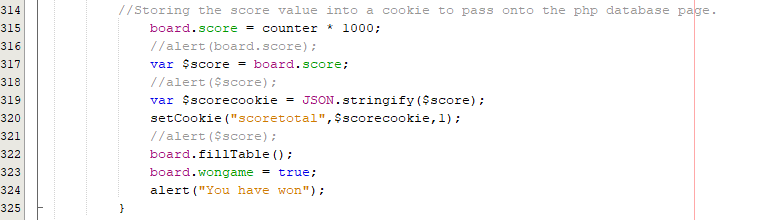 314 //Storing the score value into a cookie to pass onto the php database page.
315 board.score = counter * 1000;
316 //alert(board.score);
317 var $score = board.score;
318 //alert($score);
319 var $scorecookie = JSON.stringify($score);
320 setCookie("scoretotal",$scorecookie,1);
321 //alert($score);
322 board.fillTable();
323 board.wongame = true;
324 alert("You have won");
325 }